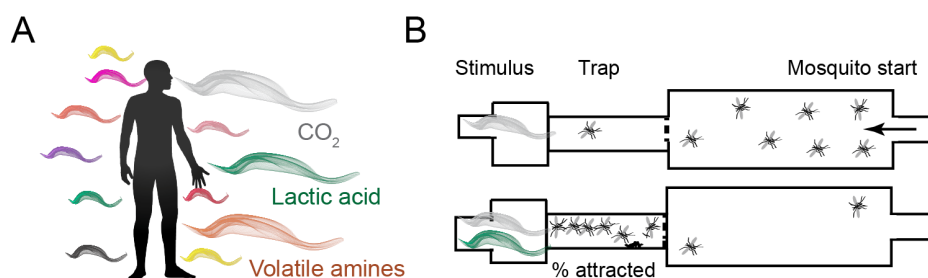 A
CO₂
Lactic acid
Volatile amines
B
Stimulus
Trap
Mosquito start
% attracted